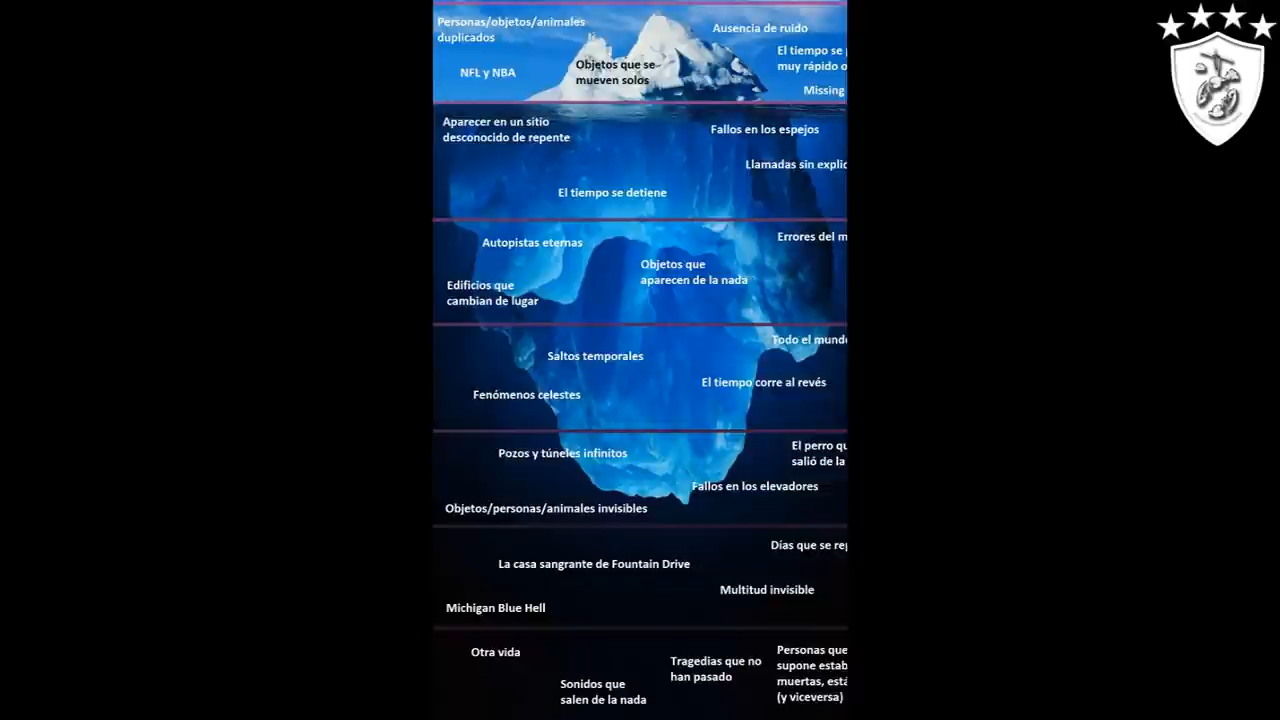 Personas/objetos/animales
duplicados
Ausencia de ruido
NFL y NBA
Objetos que se
mueven solos
El tiempo se
muy rápido
Missing
Aparecer en un sitio
desconocido de repente
Fallos en los espejos
Llamadas sin
El tiempo se detiene
Autopistas eternas
Errores del
Objetos que
aparecen de la nada
Edificios que
cambian de lugar
Saltos temporales
Todo el
El tiempo corre al revés
Fenómenos celestes
Pozos y túneles infinitos
El perro
salió de la
Fallos en los elevadores
Objetos/personas/animales invisibles
Días que se
La casa sangrante de Fountain Drive
Multitud invisible
Michigan Blue Hell
Otra vida
Sonidos que
salen de la nada
Tragedias que no
han pasado
Personas que
supone
muertas,
(y viceversa)